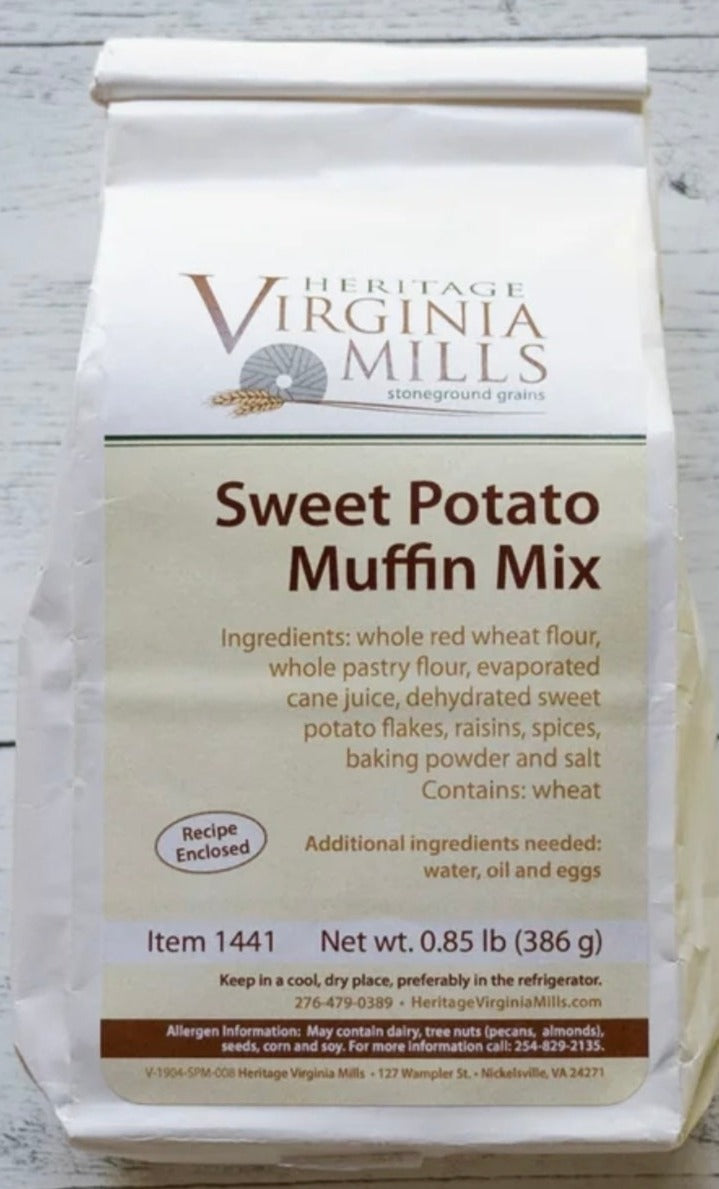 HERITAGE
VIRGINIA
MILLS
stoneground grains
Sweet Potato
Muffin Mix
Ingredients: whole red wheat flour,
whole pastry flour, evaporated
cane juice, dehydrated sweet
potato flakes, raisins, spices,
baking powder and salt
Contains: wheat
Recipe
Enclosed
Additional ingredients needed:
water, oil and eggs
Item 1441 Net wt. 0.85 lb (386 g)
Keep in a cool, dry place, preferably in the refrigerator.
276-479-0389 • HeritageVirginiaMills.com
Allergen Information: May contain dairy, tree nuts (pecans, almonds),
seeds, corn and soy. For more information call: 254-829-2135.
V-1904-SPM-008 Heritage Virginia Mills • 127 Wampler St. • Nickelsville, VA 24271